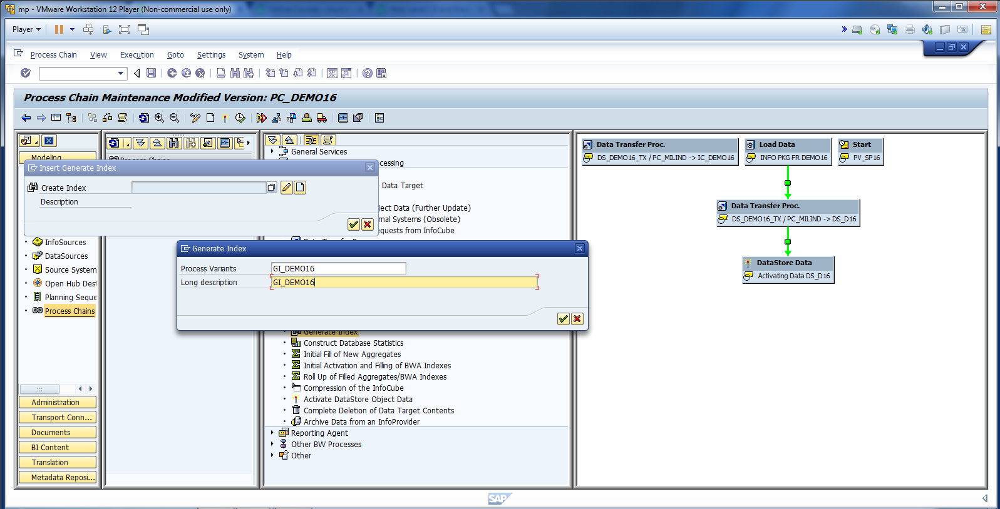 mp - VMware Workstation 12 Player (Non-commercial use only)
Player
Process Chain View Execution Goto Settings System Help
Process Chain Maintenance Modified Version: PC_DEMO16
Modeling
Process Chains
General Services
ocessing
Data Target
ject Data (Further Update)
rnal Systems (Obsolete)
equests from InfoCube
Insert Generate Index
Create Index
Description
InfoSources
DataSources
Source System
Open Hub Dest
Planning Seque
Process Chains
Generate Index
Process Variants GI_DEMO16
Long description GI_DEMO16
Generate Index
Construct Database Statistics
Initial Fill of New Aggregates
Initial Activation and Filling of BWA Indexes
Roll Up of Filled Aggregates/BWA Indexes
Compression of the InfoCube
Activate DataStore Object Data
Complete Deletion of Data Target Contents
Archive Data from an InfoProvider
Reporting Agent
Other BW Processes
Other
Administration
Transport Conn...
Documents
BI Content
Translation
Metadata Reposi...
Data Transfer Proc.
DS_DEMO16_TX / PC_MILIND -> IC_DEMO16
Load Data
INFO PKG FR DEMO16
Start
PV_SP16
Data Transfer Proc.
DS_DEMO16_TX / PC_MILIND -> DS_D16
DataStore Data
Activating Data DS_D16
SAP